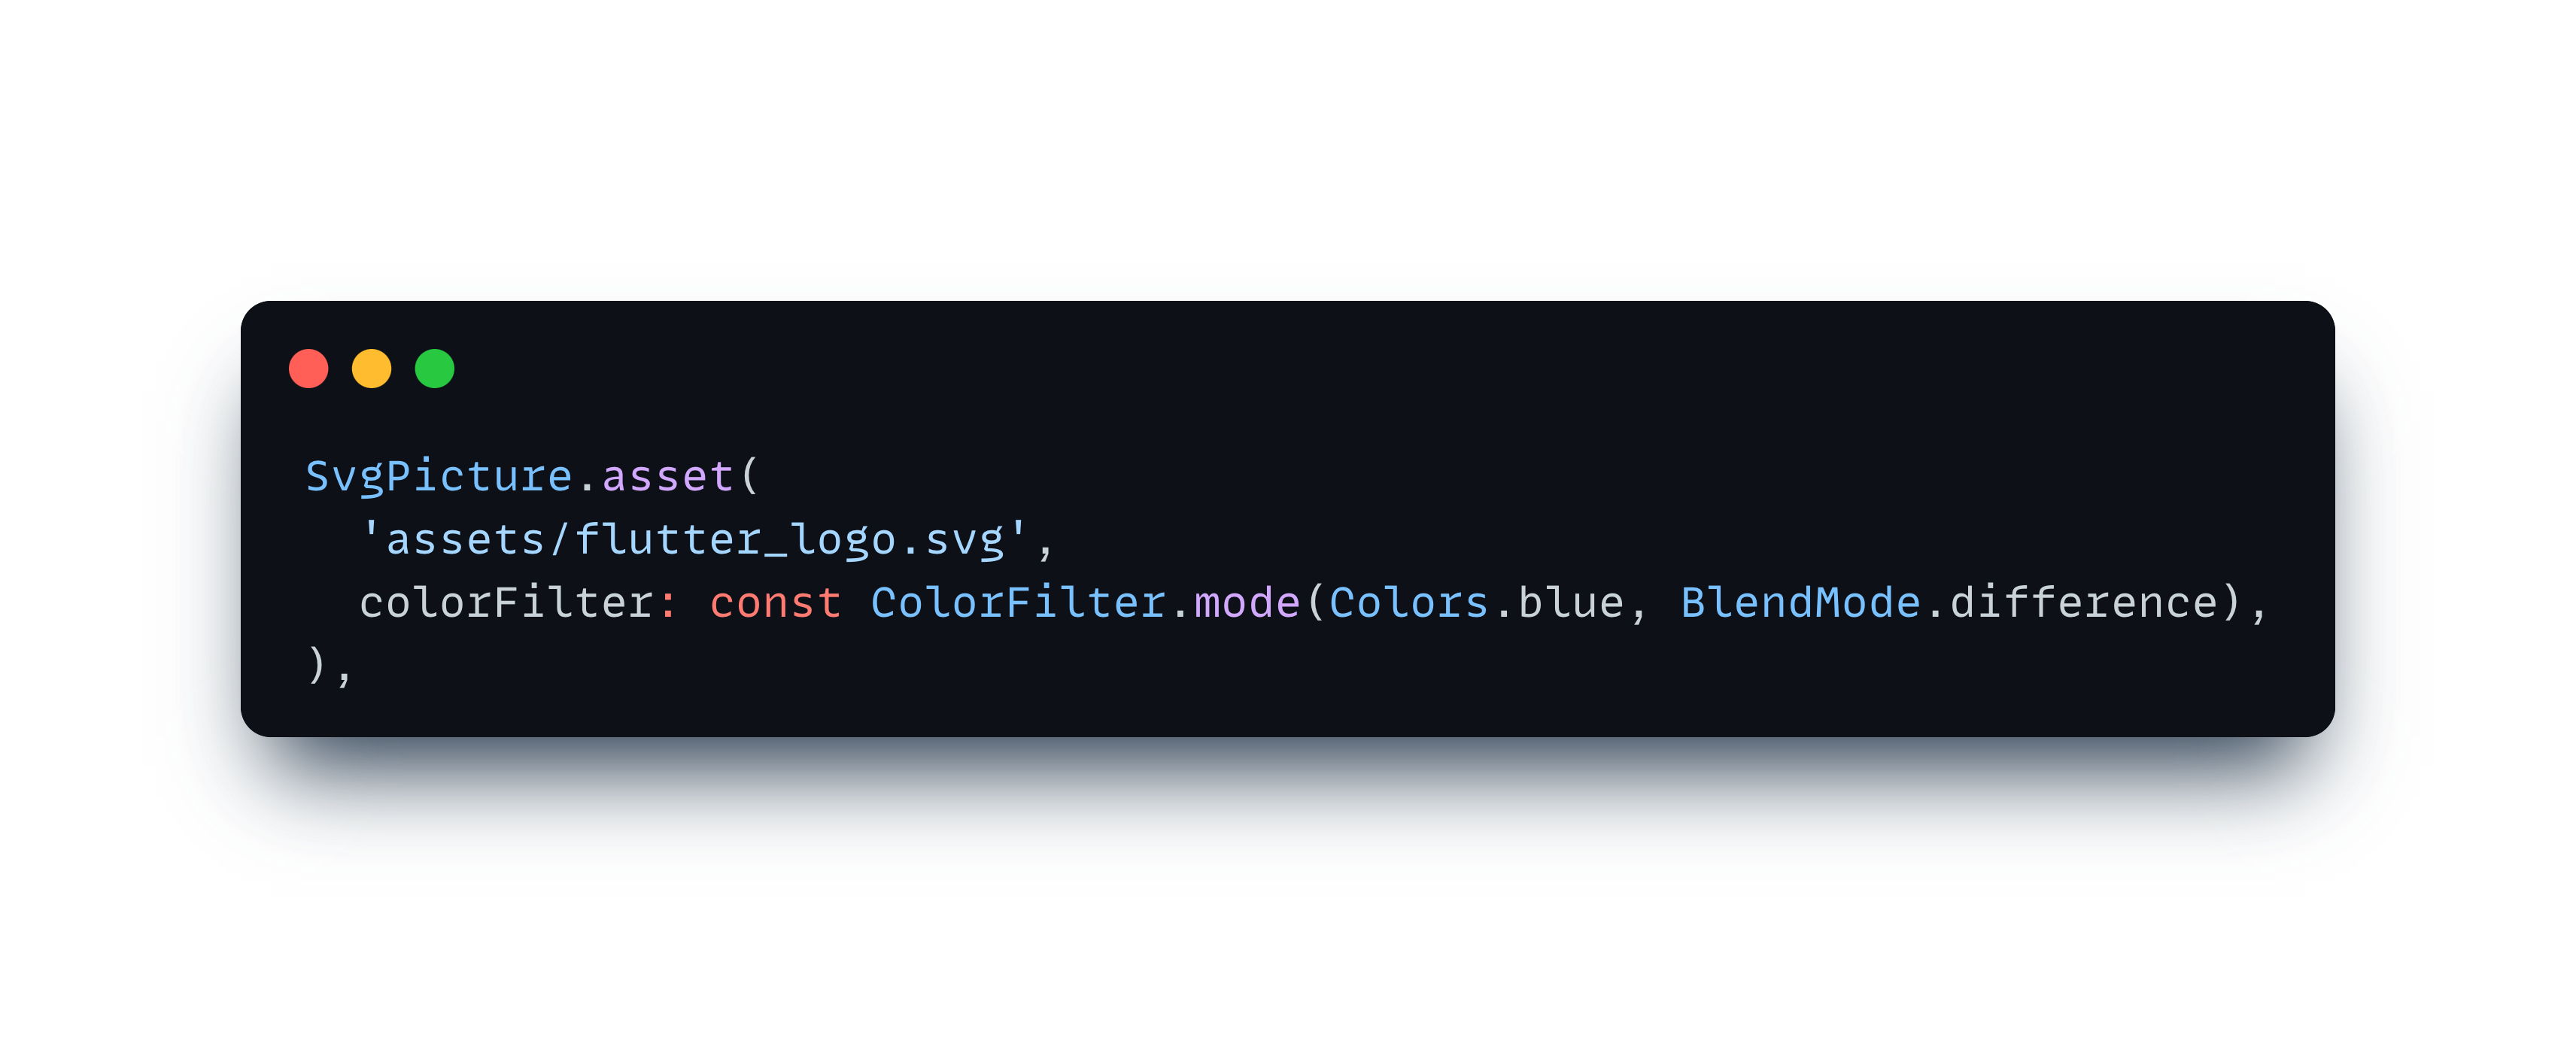 SvgPicture.asset(
  'assets/flutter_logo.svg',
  colorFilter: const ColorFilter.mode(Colors.blue, BlendMode.difference),
),